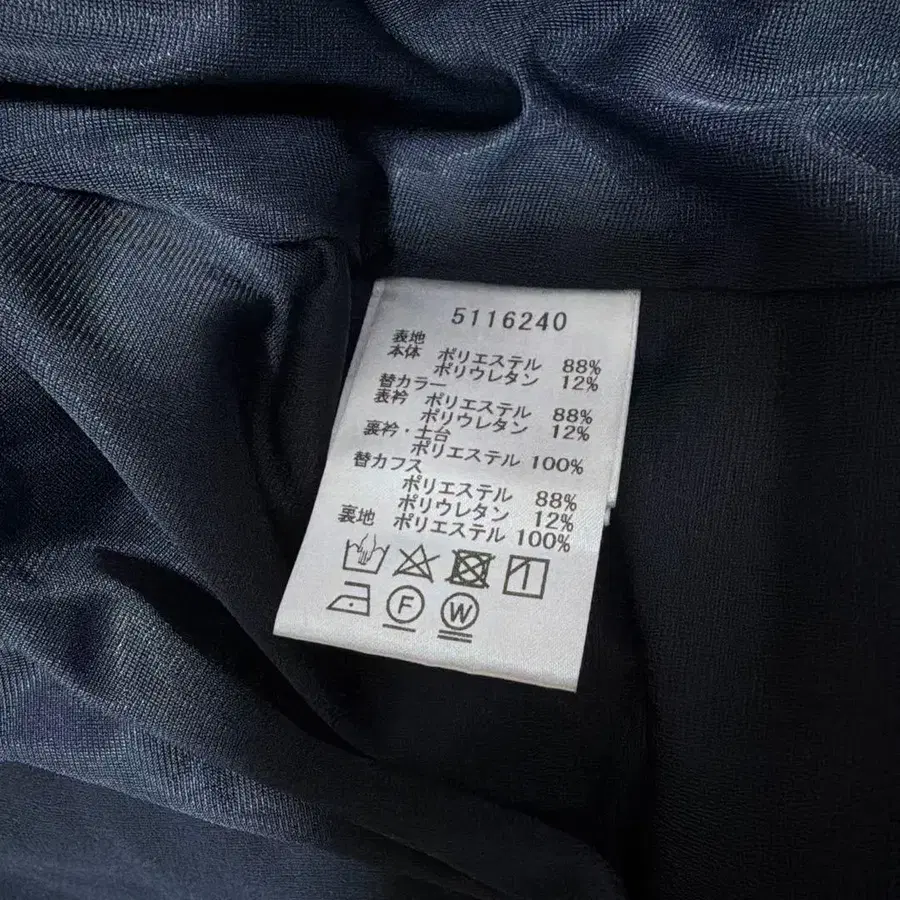 5116240
表地
本体 ポリエステル 88%
ポリウレタン 12%
替カラー
表衿 ポリエステル 88%
ポリウレタン 12%
裏衿・土台
ポリエステル 100%
替カフス
ポリエステル 88%
ポリウレタン 12%
裏地 ポリエステル 100%
F W